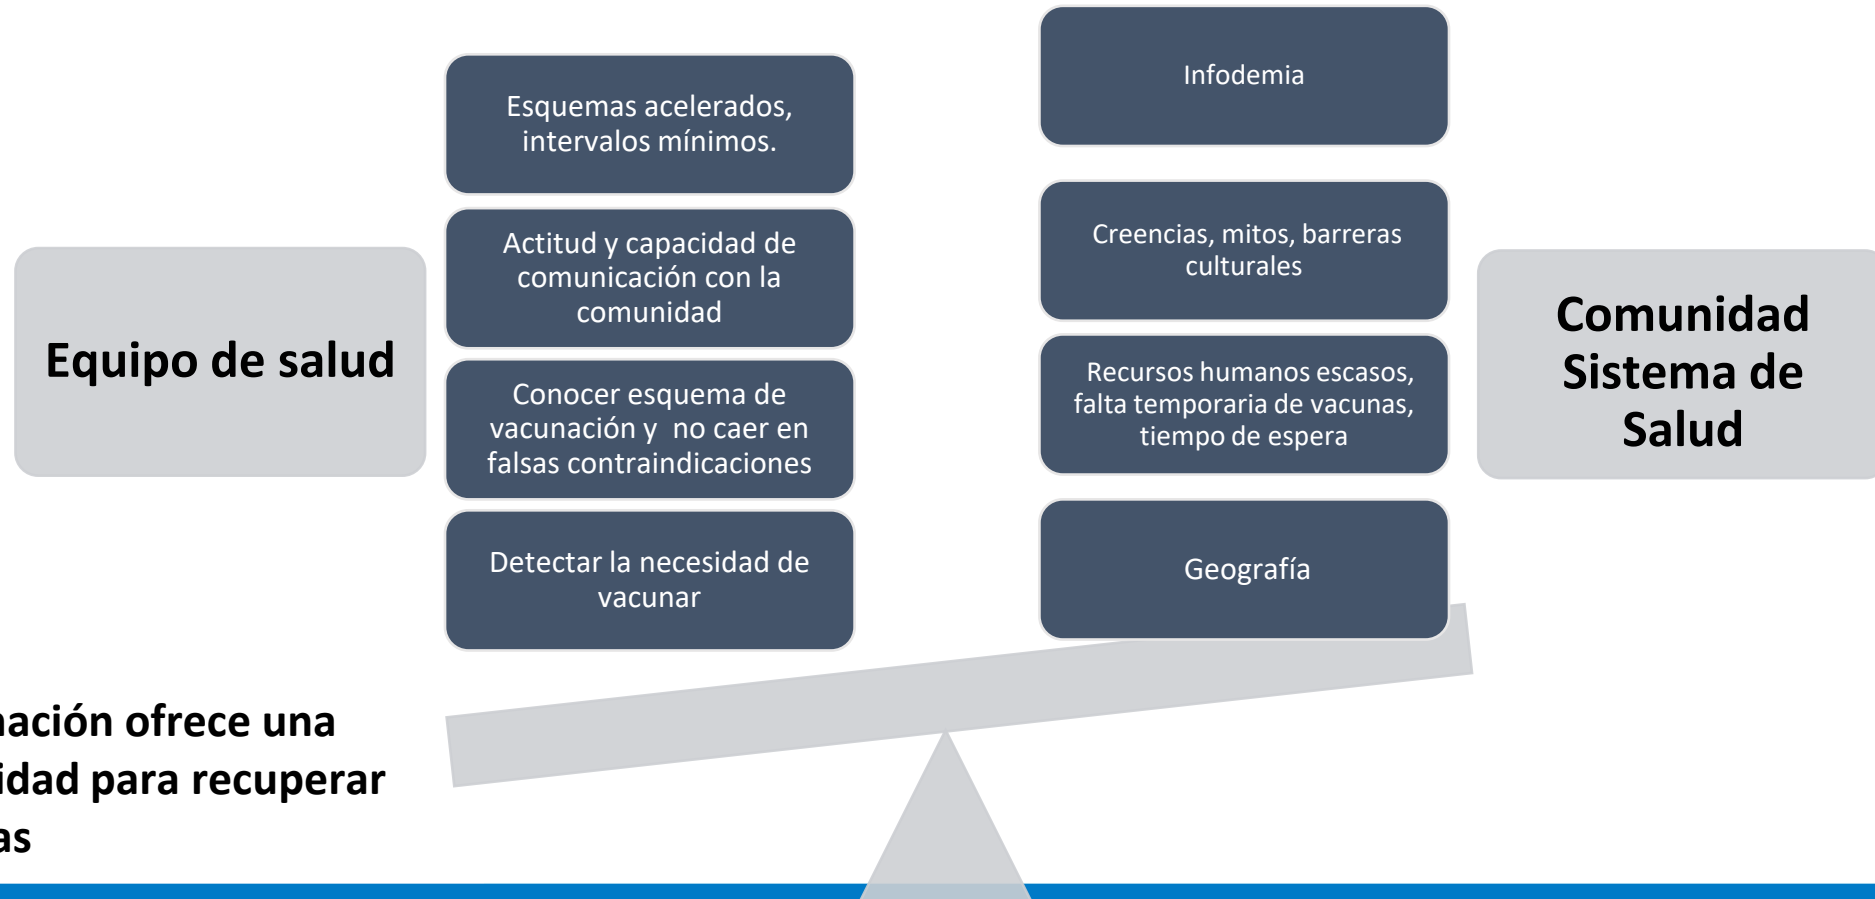 Equipo de salud
Esquemas acelerados,
intervalos mínimos.
Actitud y capacidad de
comunicación con la
comunidad
Conocer esquema de
vacunación y no caer en
falsas contraindicaciones
Detectar la necesidad de
vacunar
Infodemia
Creencias, mitos, barreras
culturales
Recursos humanos escasos,
falta temporaria de vacunas,
tiempo de espera
Geografía
Comunidad
Sistema de
Salud
nación ofrece una
idad para recuperar
as